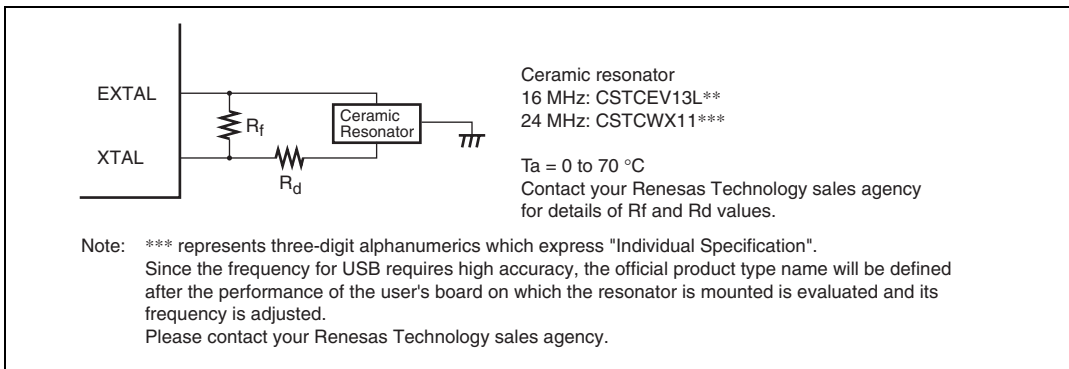 EXTAL
XTAL
Rf
Rd
Ceramic
Resonator
Ceramic resonator
16 MHz: CSTCEV13L**
24 MHz: CSTCWX11***
Ta = 0 to 70 °C
Contact your Renesas Technology sales agency
for details of Rf and Rd values.
Note: *** represents three-digit alphanumerics which express "Individual Specification".
Since the frequency for USB requires high accuracy, the official product type name will be defined
after the performance of the user's board on which the resonator is mounted is evaluated and its
frequency is adjusted.
Please contact your Renesas Technology sales agency.